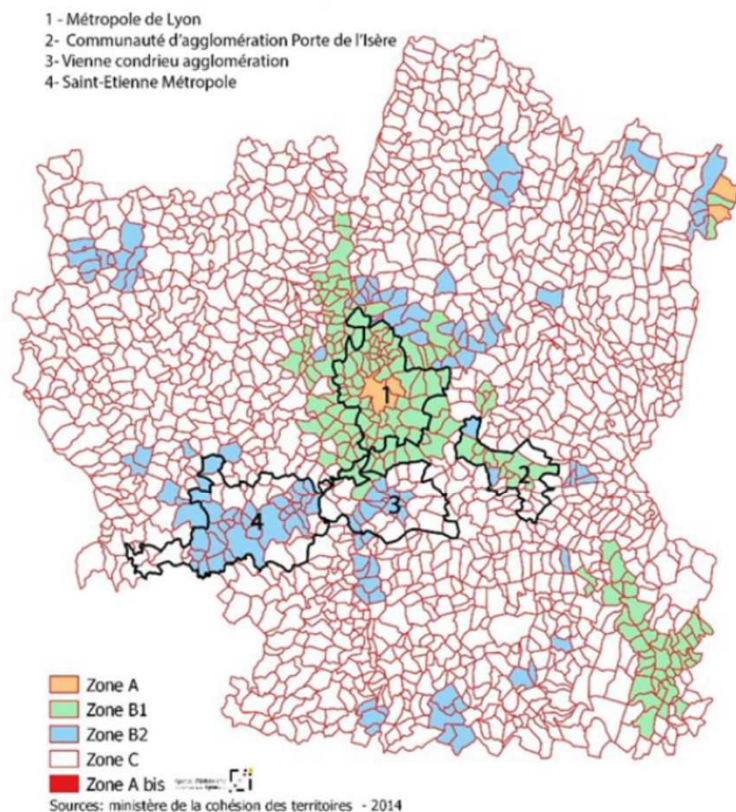 1 - Métropole de Lyon
2- Communauté d'agglomération Porte de l'Isère
3- Vienne condrieu agglomération
4- Saint-Etienne Métropole
1
2
3
4
Zone A
Zone B1
Zone B2
Zone C
Zone A bis
Sources: ministère de la cohésion des territoires - 2014